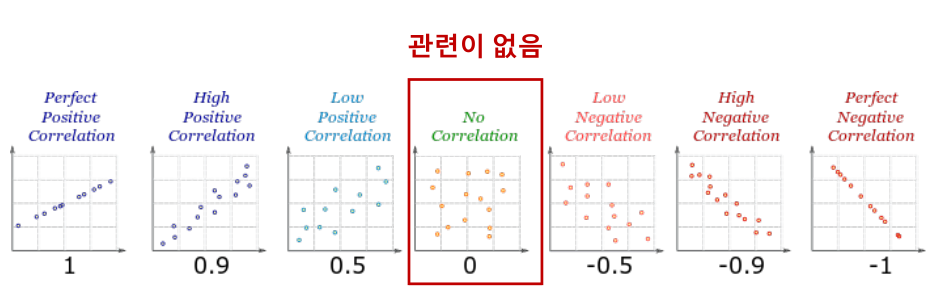 관련이 없음
Perfect
Positive
Correlation
High
Positive
Correlation
Low
Positive
Correlation
No
Correlation
Low
Negative
Correlation
High
Negative
Correlation
Perfect
Negative
Correlation
1
0.9
0.5
0
-0.5
-0.9
-1